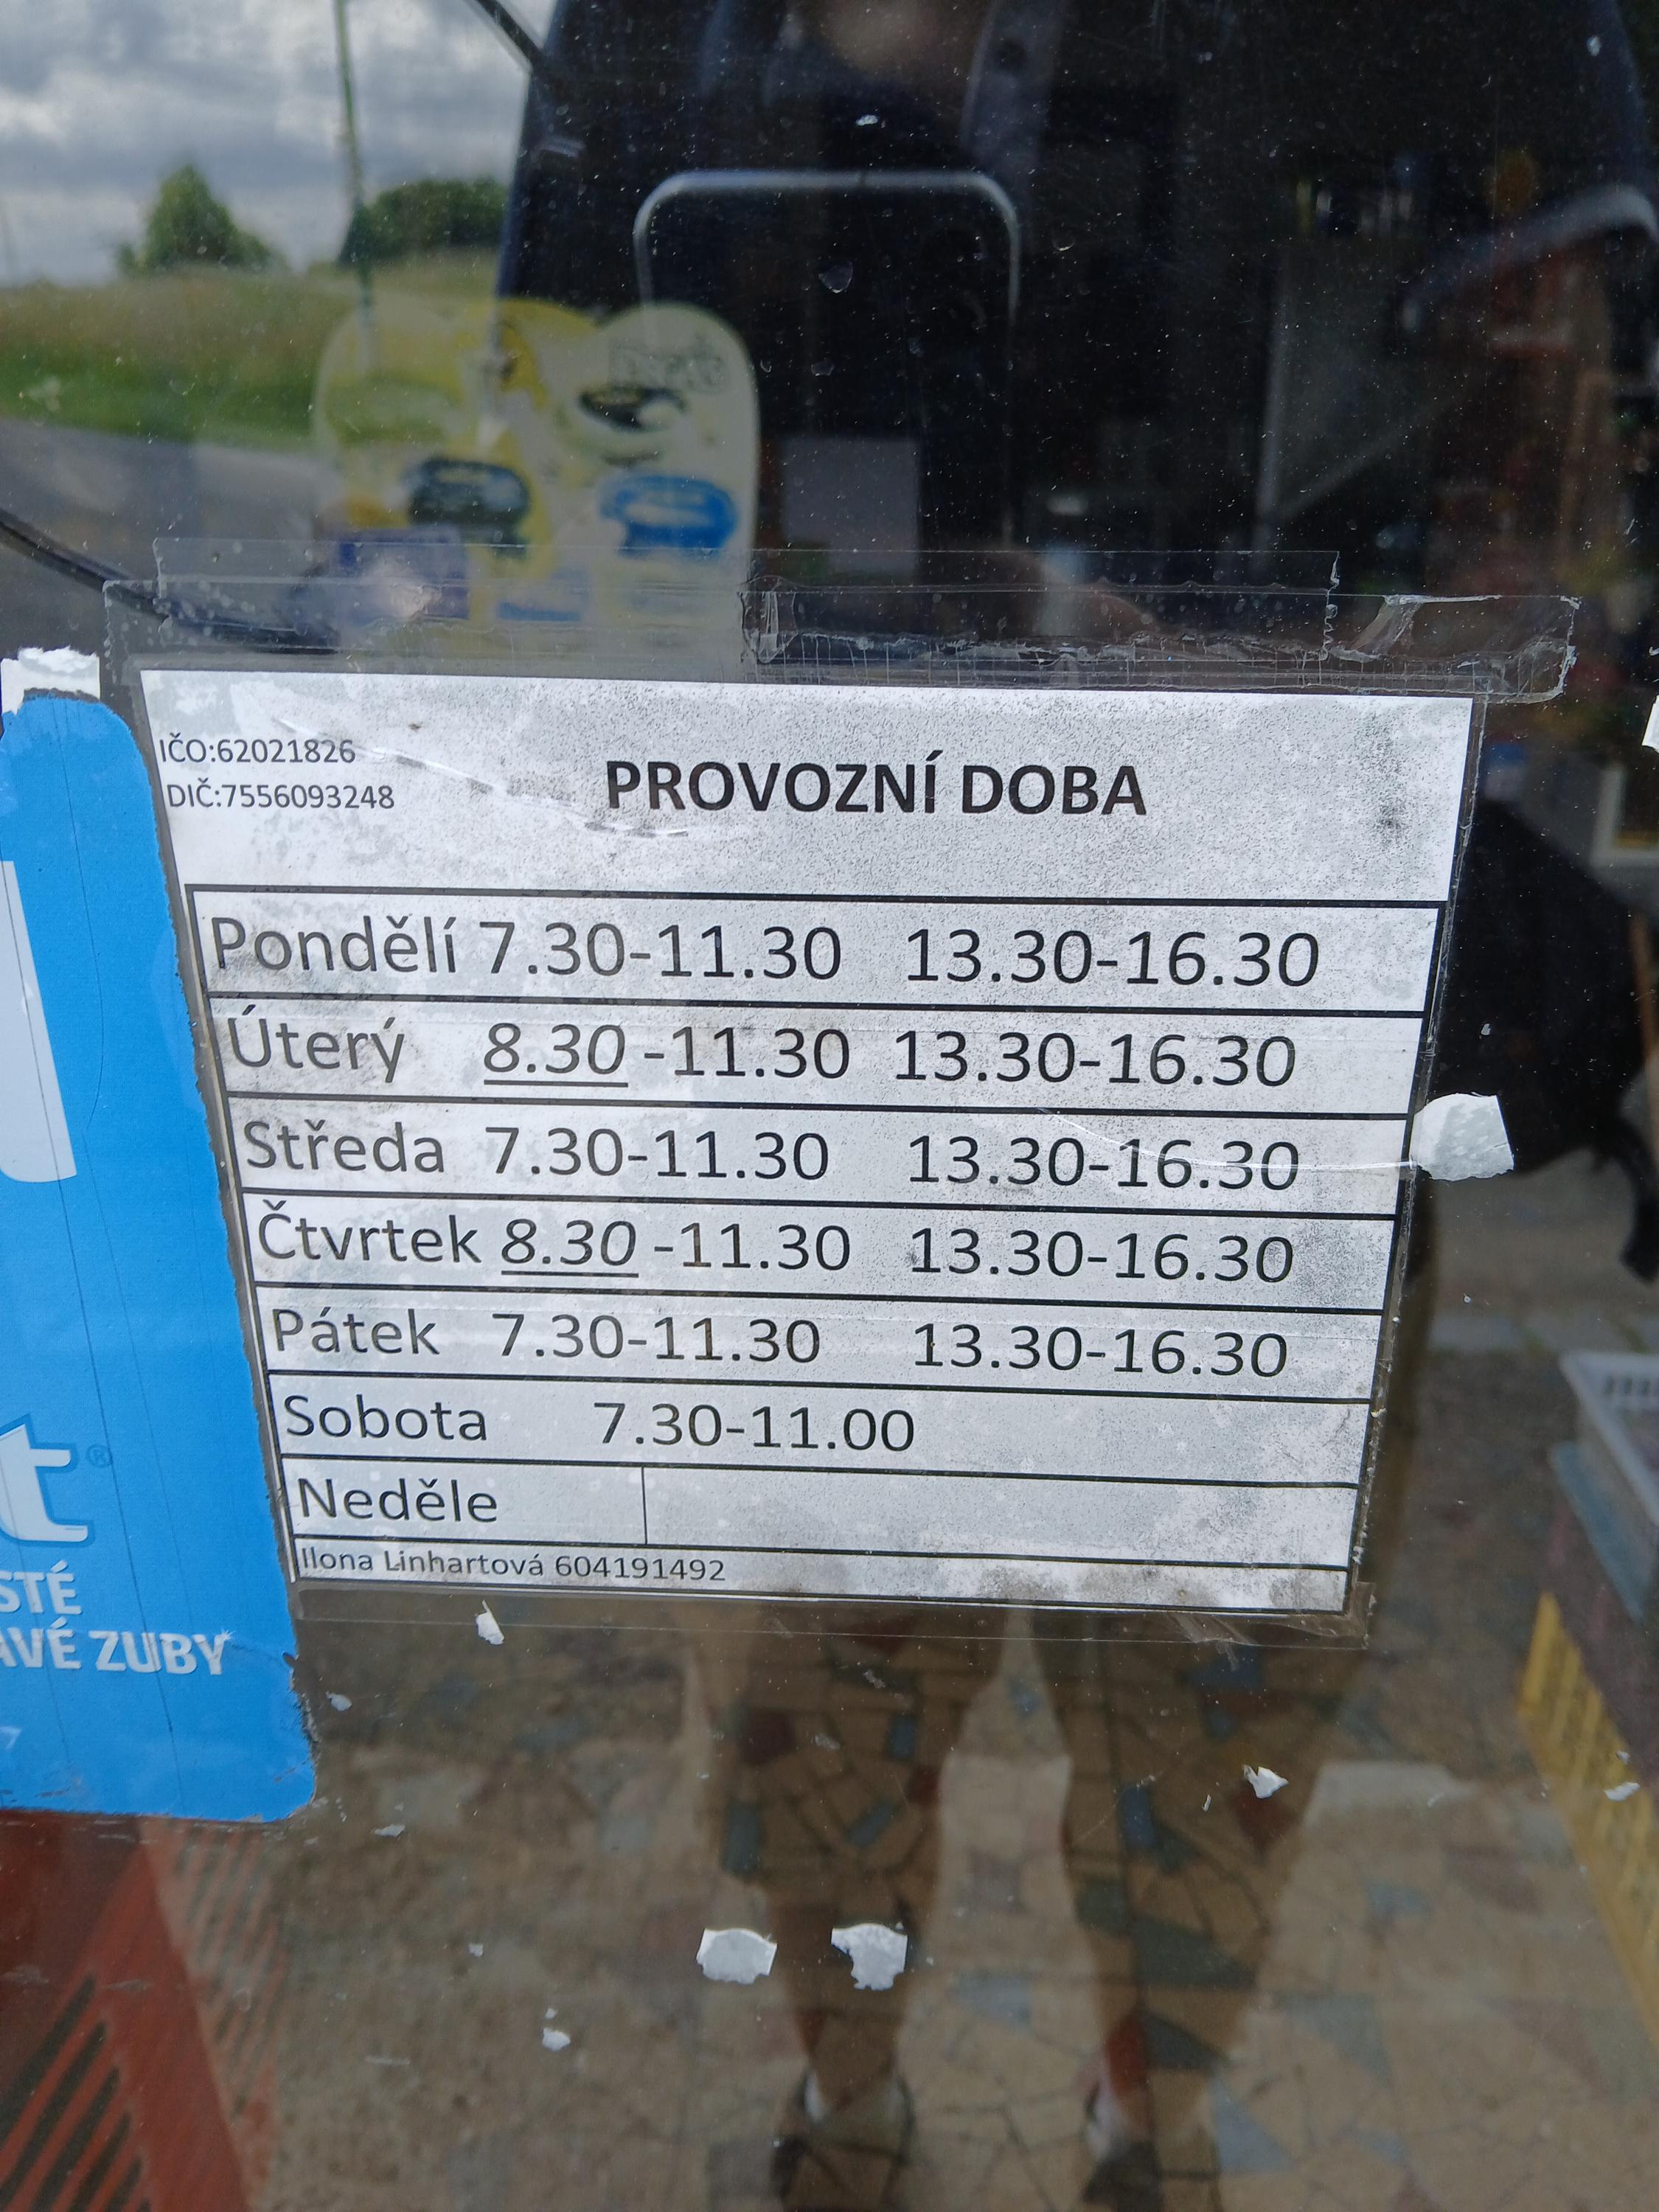 IČO:62021826
DIČ:7556093248
PROVOZNÍ DOBA
Pondělí 7.30-11.30 13.30-16.30
Úterý 8.30 -11.30 13.30-16.30
Středa 7.30-11.30 13.30-16.30
Čtvrtek 8.30 -11.30 13.30-16.30
Pátek 7.30-11.30 13.30-16.30
Sobota 7.30-11.00
Neděle
Ilona Linhartová 604191492
t®
STÉ
AVÉ ZUBY